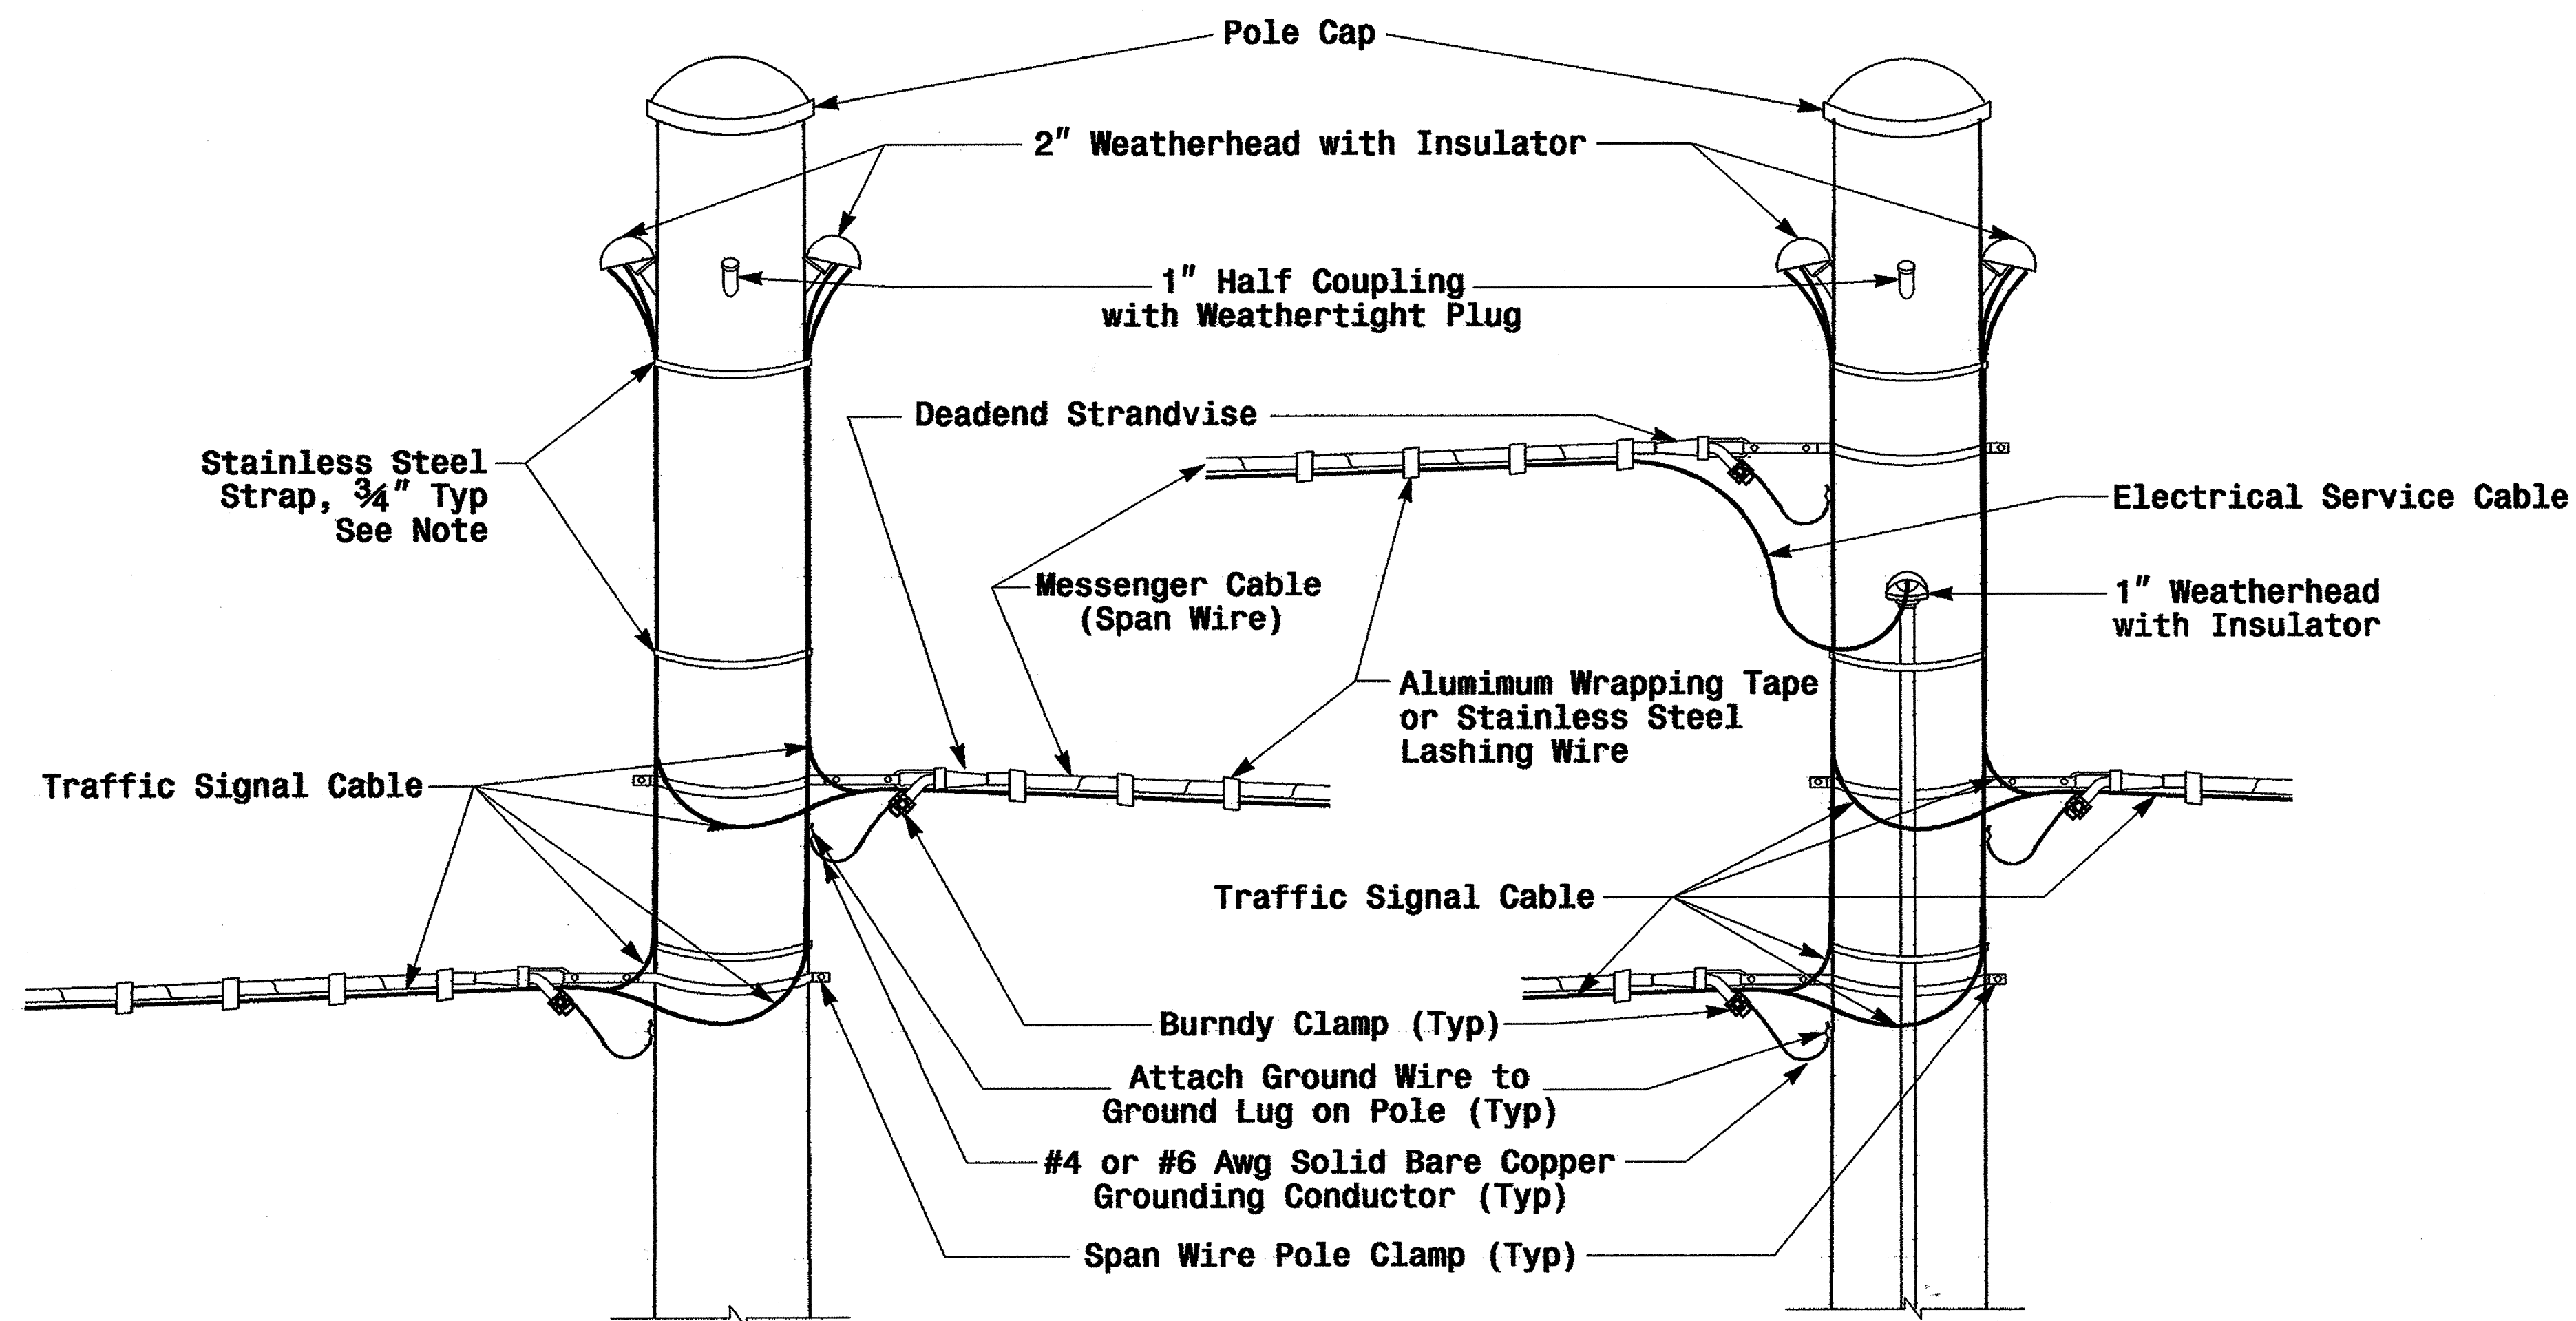 Pole Cap
2" Weatherhead with Insulator
1" Half Coupling
with Weathertight Plug
Deadend Strandvise
Stainless Steel
Strap, ¾" Typ
See Note
Electrical Service Cable
Messenger Cable
(Span Wire)
1" Weatherhead
with Insulator
Alumimum Wrapping Tape
or Stainless Steel
Lashing Wire
Traffic Signal Cable
Traffic Signal Cable
Burndy Clamp (Typ)
Attach Ground Wire to
Ground Lug on Pole (Typ)
#4 or #6 Awg Solid Bare Copper
Grounding Conductor (Typ)
Span Wire Pole Clamp (Typ)